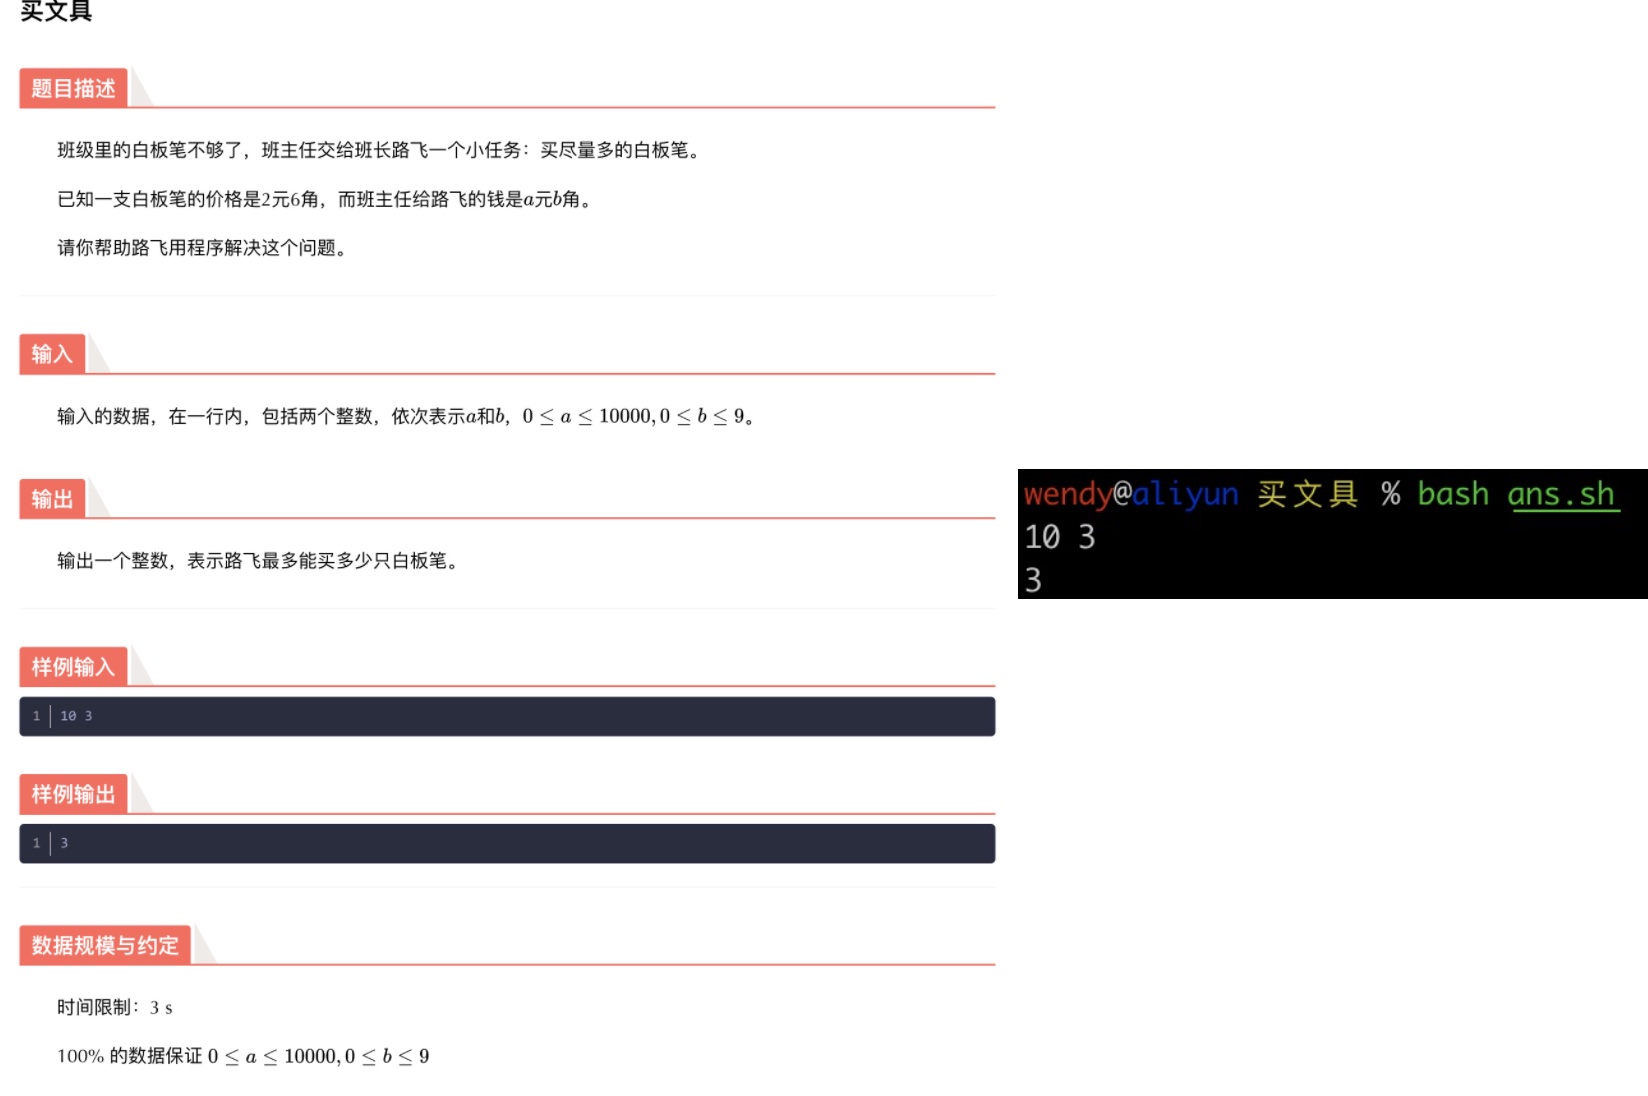 买文具
题目描述
班级里的白板笔不够了，班主任交给班长路飞一个小任务：买尽量多的白板笔。
已知一支白板笔的价格是2元6角，而班主任给路飞的钱是a元b角。
请你帮助路飞用程序解决这个问题。
输入
输入的数据，在一行内，包括两个整数，依次表示a和b，0 ≤ a ≤ 10000, 0 ≤ b ≤ 9。
输出
输出一个整数，表示路飞最多能买多少只白板笔。
样例输入
1 10 3
样例输出
1 3
数据规模与约定
时间限制：3 s
100% 的数据保证 0 ≤ a ≤ 10000, 0 ≤ b ≤ 9
wendy@aliyun 买文具 % bash ans.sh
10 3
3